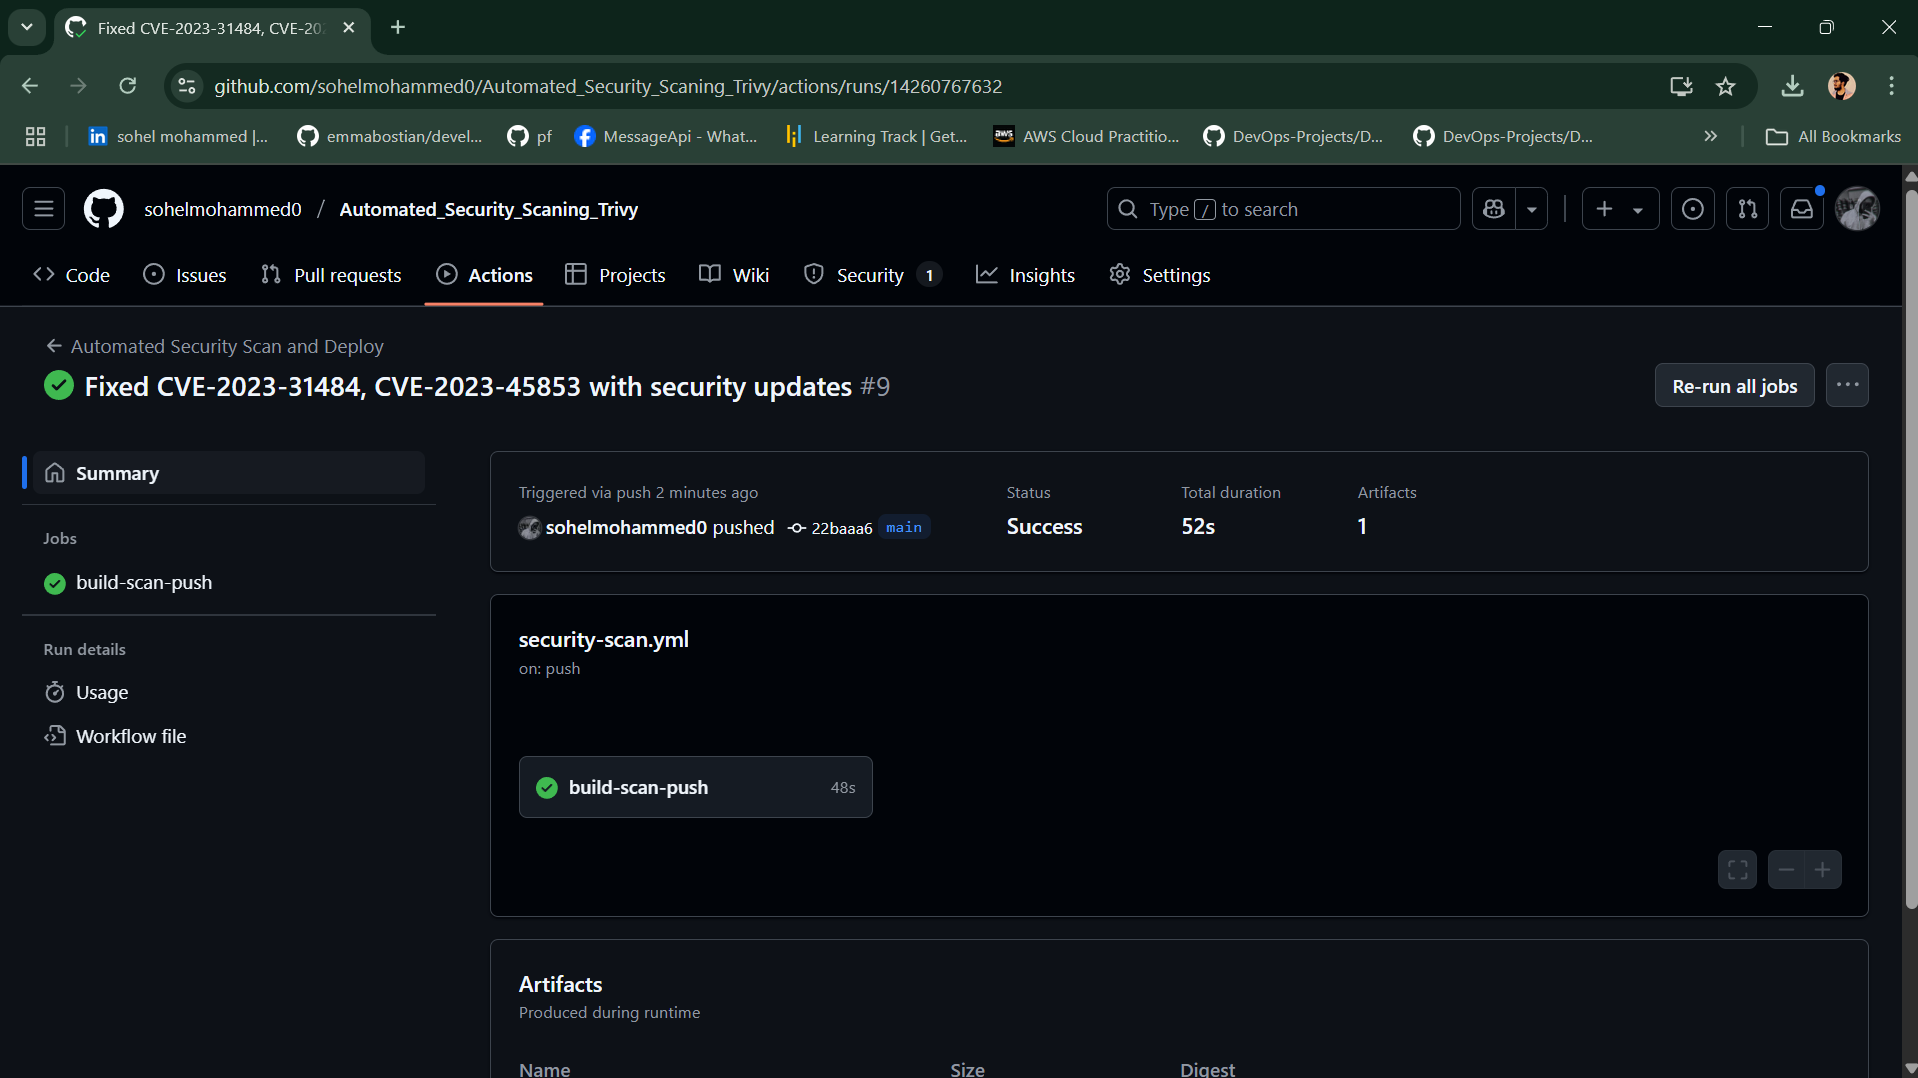 Fixed CVE-2023-31484, CVE-20
github.com/sohelmohammed0/Automated_Security_Scaning_Trivy/actions/runs/14260767632
sohel mohammed |...
emmabostian/devel...
pf
MessageApi - What...
Learning Track | Get...
AWS Cloud Practitio...
DevOps-Projects/D...
DevOps-Projects/D...
All Bookmarks
sohelmohammed0 / Automated_Security_Scaning_Trivy
Type / to search
Code
Issues
Pull requests
Actions
Projects
Wiki
Security 1
Insights
Settings
Automated Security Scan and Deploy
Fixed CVE-2023-31484, CVE-2023-45853 with security updates #9
Re-run all jobs
Summary
Jobs
build-scan-push
Run details
Usage
Workflow file
Triggered via push 2 minutes ago
sohelmohammed0 pushed 22baaa6 main
Status
Success
Total duration
52s
Artifacts
1
security-scan.yml
on: push
build-scan-push 48s
Artifacts
Produced during runtime
Name Size Digest